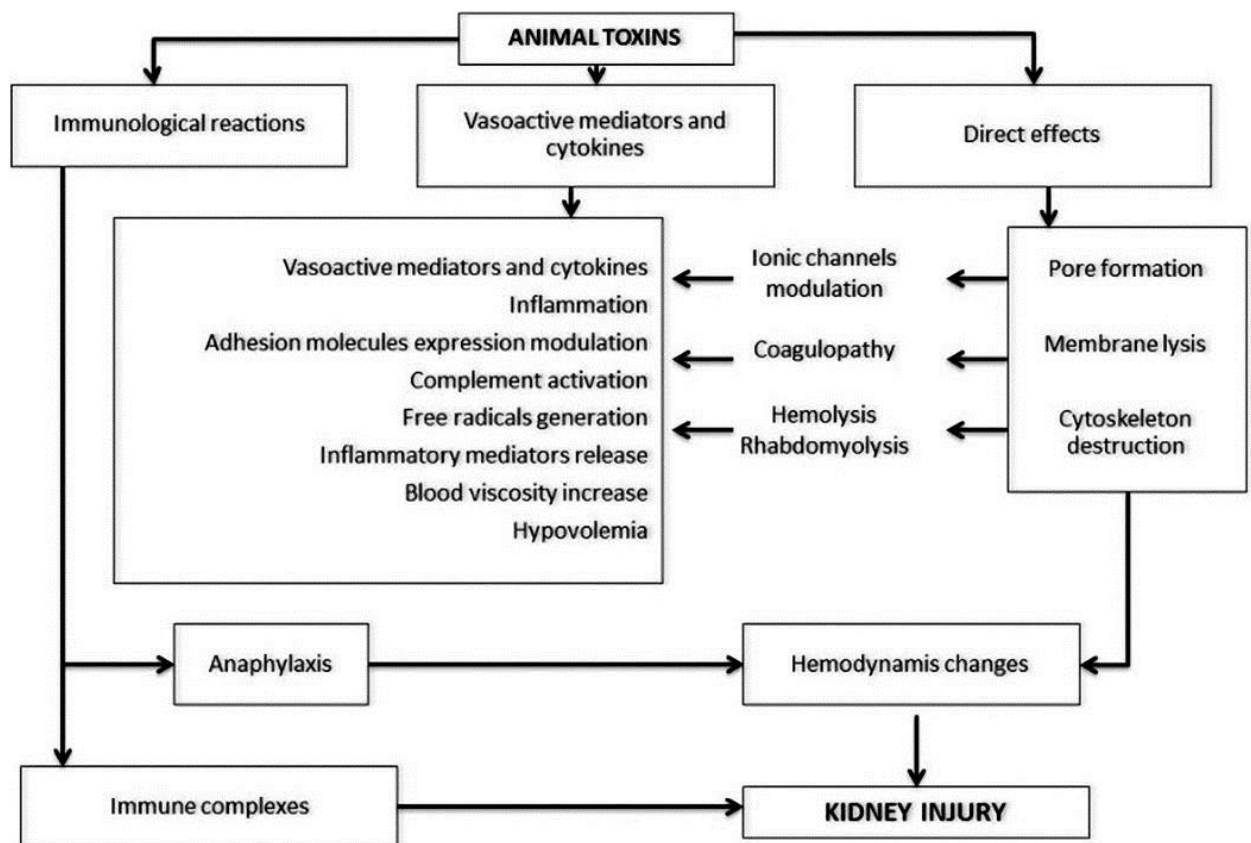 ANIMAL TOXINS
Immunological reactions
Vasoactive mediators and
cytokines
Direct effects
Vasoactive mediators and cytokines
Inflammation
Adhesion molecules expression modulation
Complement activation
Free radicals generation
Inflammatory mediators release
Blood viscosity increase
Hypovolemia
Ionic channels
modulation
Coagulopathy
Hemolysis
Rhabdomyolysis
Pore formation
Membrane lysis
Cytoskeleton
destruction
Anaphylaxis
Hemodynamis changes
Immune complexes
KIDNEY INJURY